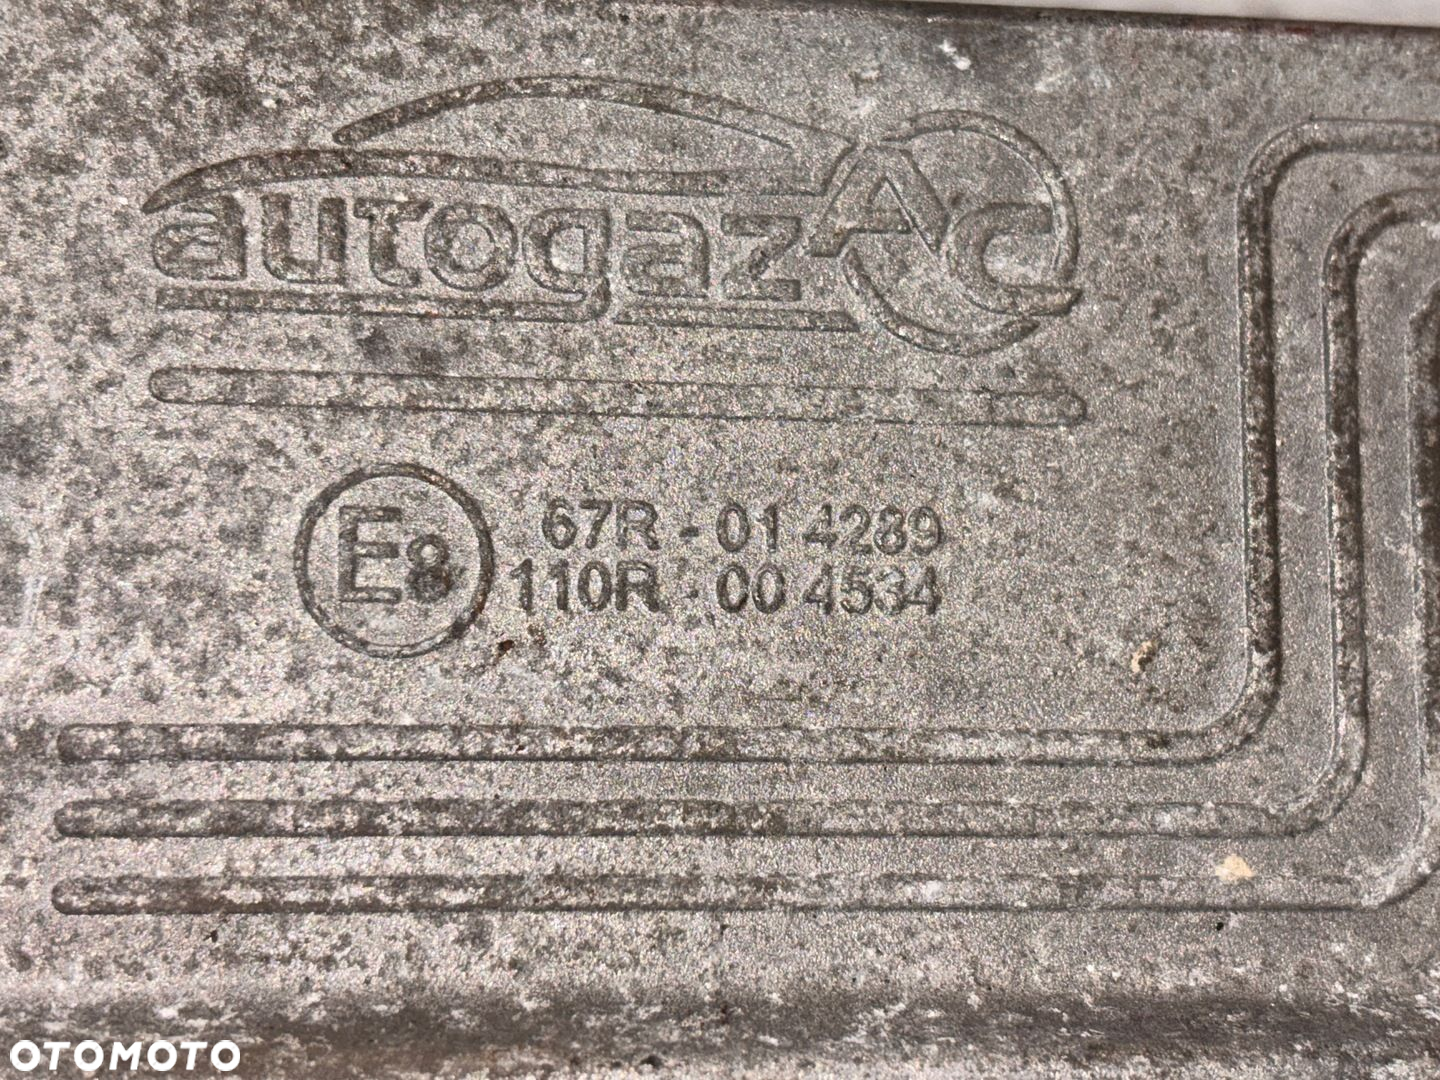 autogaz AC
E8
67R - 01 4289
110R - 00 4534
OTOMOTO